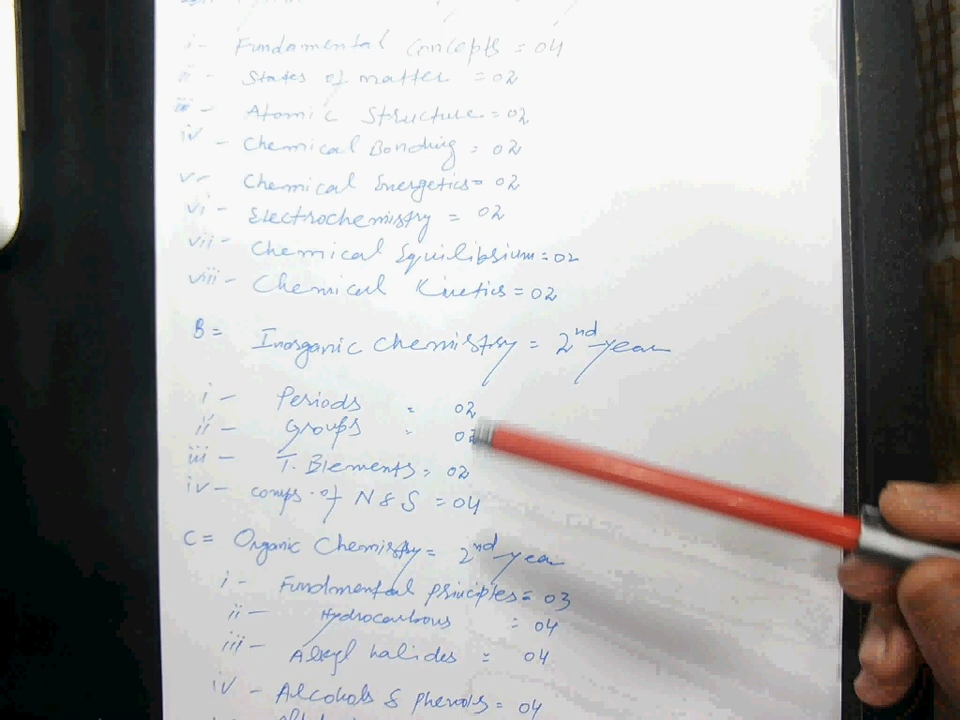 i- Fundamental Concepts = 04
ii- States of matter = 02
iii- Atomic Structure = 02
iv- Chemical Bonding = 02
v- Chemical Energetics = 02
vi- Electrochemistry = 02
vii- Chemical Equilibrium = 02
viii- Chemical Kinetics = 02
B= Inorganic Chemistry = 2nd year
i- Periods = 02
ii- Groups =
iii- T. Elements = 02
iv- comps. of N & S = 04
C= Organic Chemistry = 2nd year
i- Fundmental principles = 03
ii- Hydrocarbons = 04
iii- Alkyl halides = 04
iv- Alcohols & phenols = 04